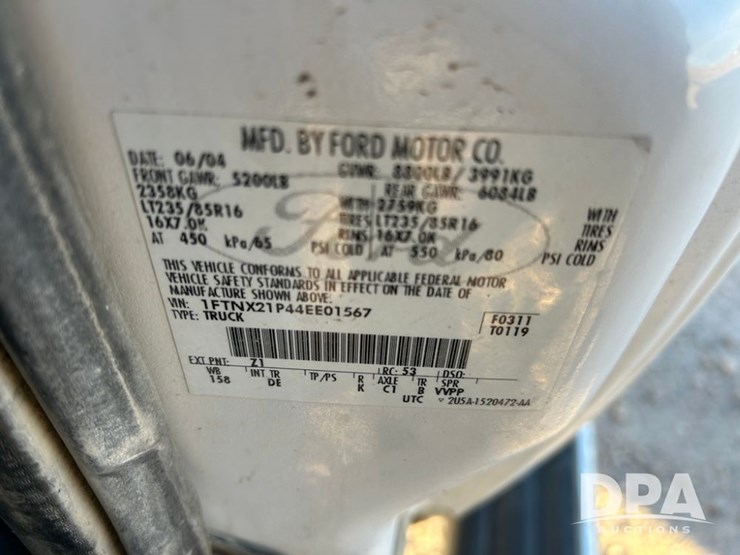 MFD. BY FORD MOTOR CO.
DATE: 06/04 GVWR: 8800LB / 3991KG
FRONT GAWR: 5200LB REAR GAWR: 6084LB
2358KG WITH 2759KG WITH
LT235/85R16 TIRES LT235/85R16 TIRES
16X7.0K RIMS 16X7.0K RIMS
AT 450 kPa/65 PSI COLD AT 550 kPa/80 PSI COLD
THIS VEHICLE CONFORMS TO ALL APPLICABLE FEDERAL MOTOR
VEHICLE SAFETY STANDARDS IN EFFECT ON THE DATE OF
MANUFACTURE SHOWN ABOVE.
VIN: 1FTNX21P44EE01567 F0311
TYPE: TRUCK T0119
EXT PNT: Z1 RC: 53 DSO:
WB INT TR TP/PS R AXLE TR SPR
158 DE K C1 B VVPP
UTC ▽ 2U5A-1520472-AA
Ford
DPA
AUCTIONS